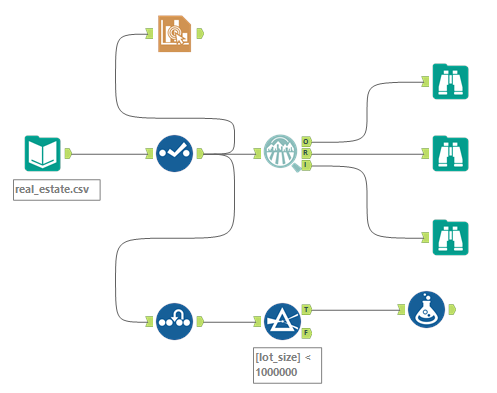 O
R
I
real_estate.csv
T
F
[lot_size] <
1000000